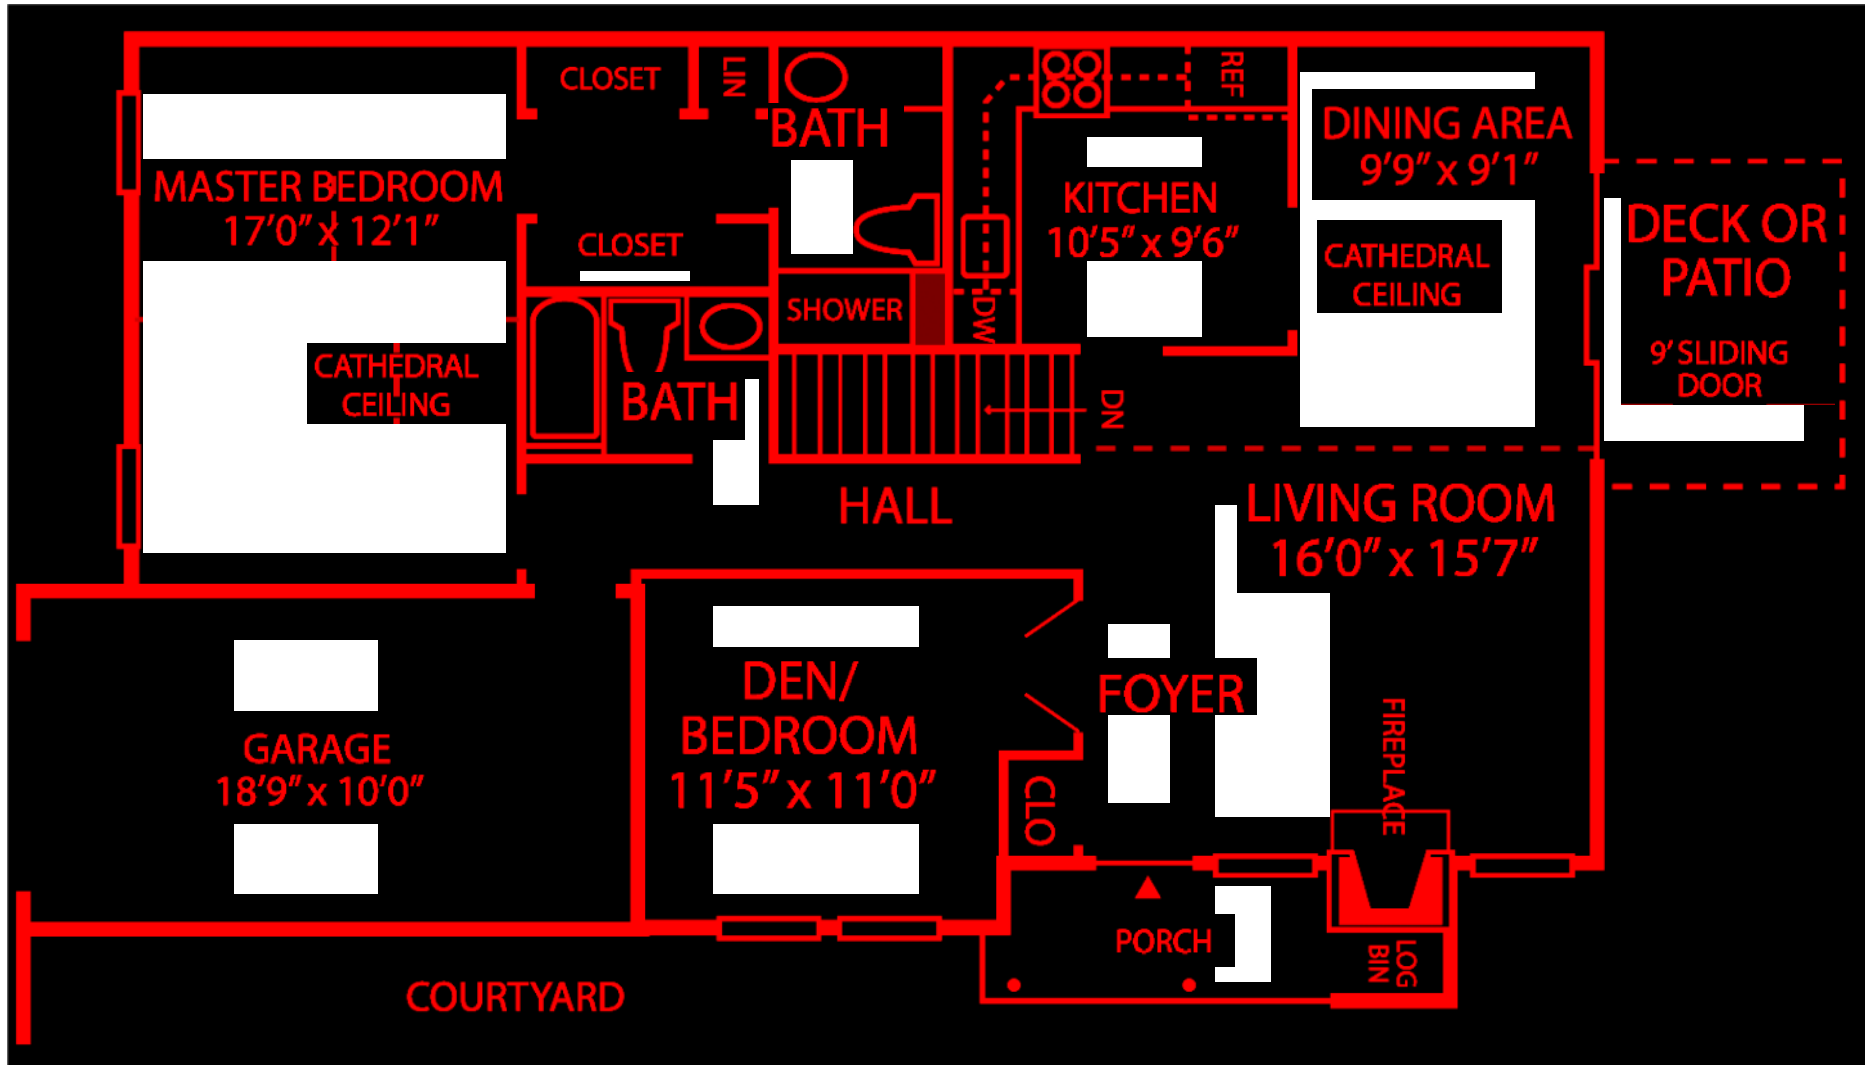 CLOSET
LIN
BATH
REF
DINING AREA
9'9" x 9'1"
MASTER BEDROOM
17'0" x 12'1"
KITCHEN
10'5" x 9'6"
CLOSET
DECK OR
PATIO
CATHEDRAL
CEILING
SHOWER
DW
9' SLIDING
DOOR
CATHEDRAL
CEILING
BATH
DN
HALL
LIVING ROOM
16'0" x 15'7"
DEN/
BEDROOM
11'5" x 11'0"
FOYER
FIREPLACE
GARAGE
18'9" x 10'0"
CLO
PORCH
LOG
BIN
COURTYARD